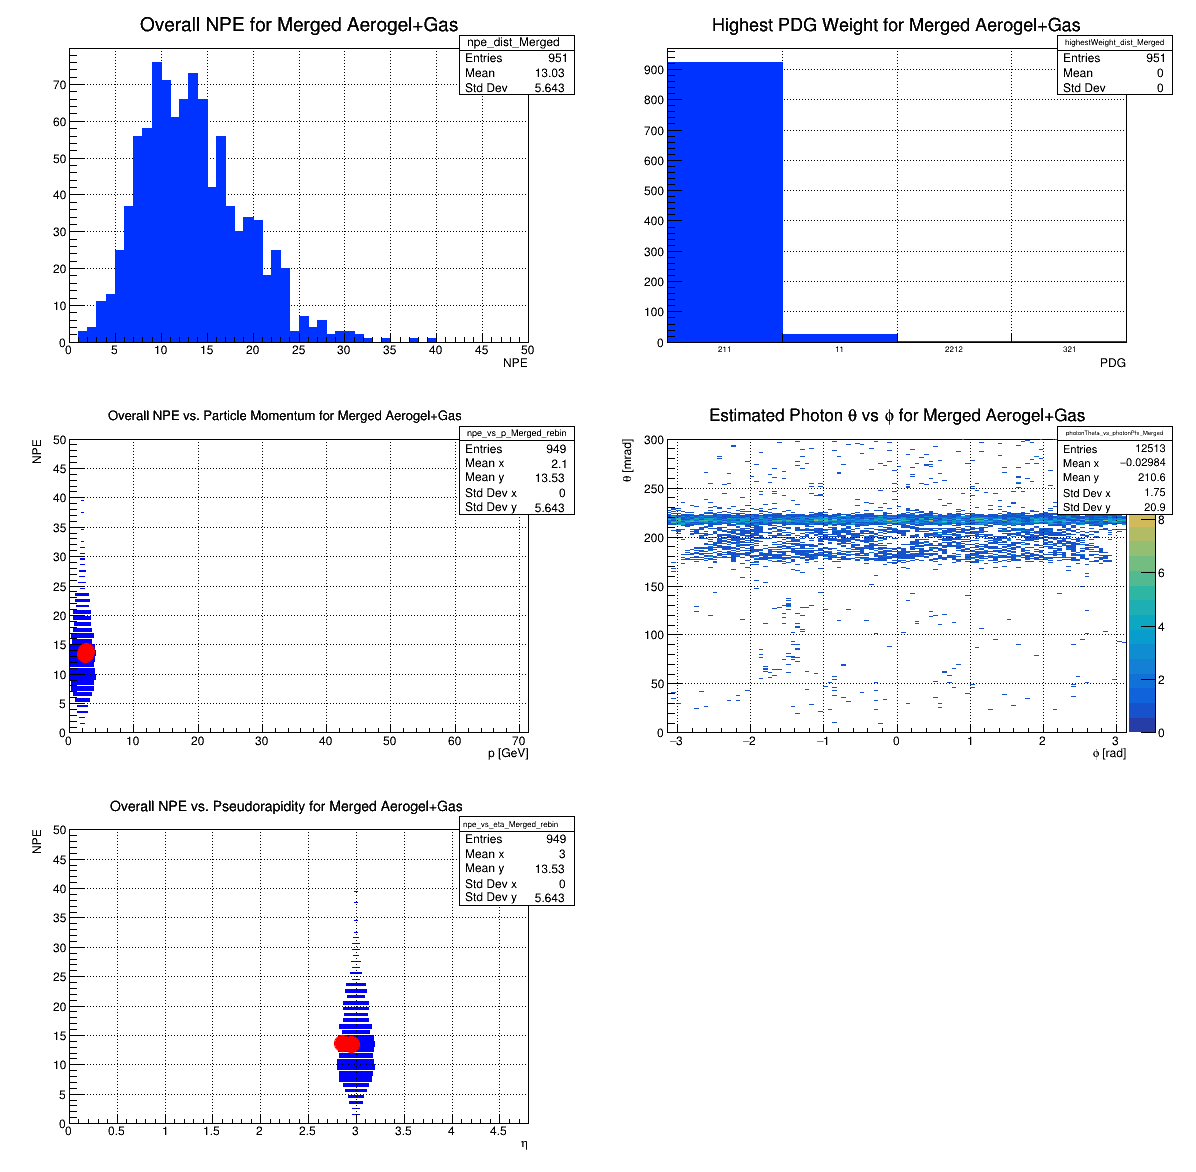 Overall NPE for Merged Aerogel+Gas
npe_dist_Merged
Entries 951
Mean 13.03
Std Dev 5.643
70
60
50
40
30
20
10
0
0 5 10 15 20 25 30 35 40 45 50
NPE
Highest PDG Weight for Merged Aerogel+Gas
highestWeight_dist_Merged
Entries 951
Mean 0
Std Dev 0
900
800
700
600
500
400
300
200
100
0
211 11 2212 321
PDG
Overall NPE vs. Particle Momentum for Merged Aerogel+Gas
npe_vs_p_Merged_rebin
Entries 949
Mean x 2.1
Mean y 13.53
Std Dev x 0
Std Dev y 5.643
NPE
50
45
40
35
30
25
20
15
10
5
0
0 10 20 30 40 50 60 70
p [GeV]
Estimated Photon θ vs ϕ for Merged Aerogel+Gas
photonTheta_vs_photonPhi_Merged
Entries 12513
Mean x −0.02984
Mean y 210.6
Std Dev x 1.75
Std Dev y 20.9
θ [mrad]
300
250
200
150
100
50
0
−3 −2 −1 0 1 2 3
ϕ [rad]
8
6
4
2
0
Overall NPE vs. Pseudorapidity for Merged Aerogel+Gas
npe_vs_eta_Merged_rebin
Entries 949
Mean x 3
Mean y 13.53
Std Dev x 0
Std Dev y 5.643
NPE
50
45
40
35
30
25
20
15
10
5
0
0 0.5 1 1.5 2 2.5 3 3.5 4 4.5
η